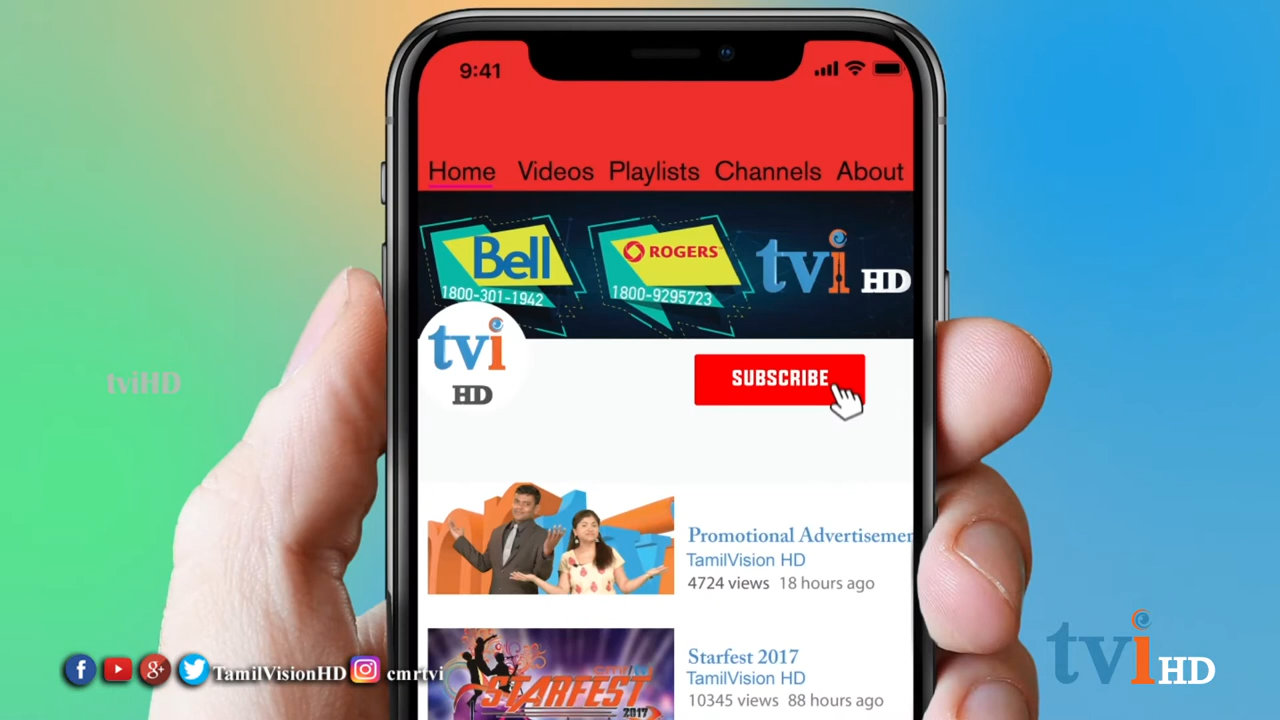 9:41
Home Videos Playlists Channels About
Bell
1800-301-1942
ROGERS
1800-9295723
tvi HD
tvi
HD
SUBSCRIBE
tviHD
Promotional Advertisemen
TamilVision HD
4724 views 18 hours ago
Starfest 2017
TamilVision HD
10345 views 88 hours ago
STARFEST
2017
TamilVisionHD cmrtvi
tvi HD